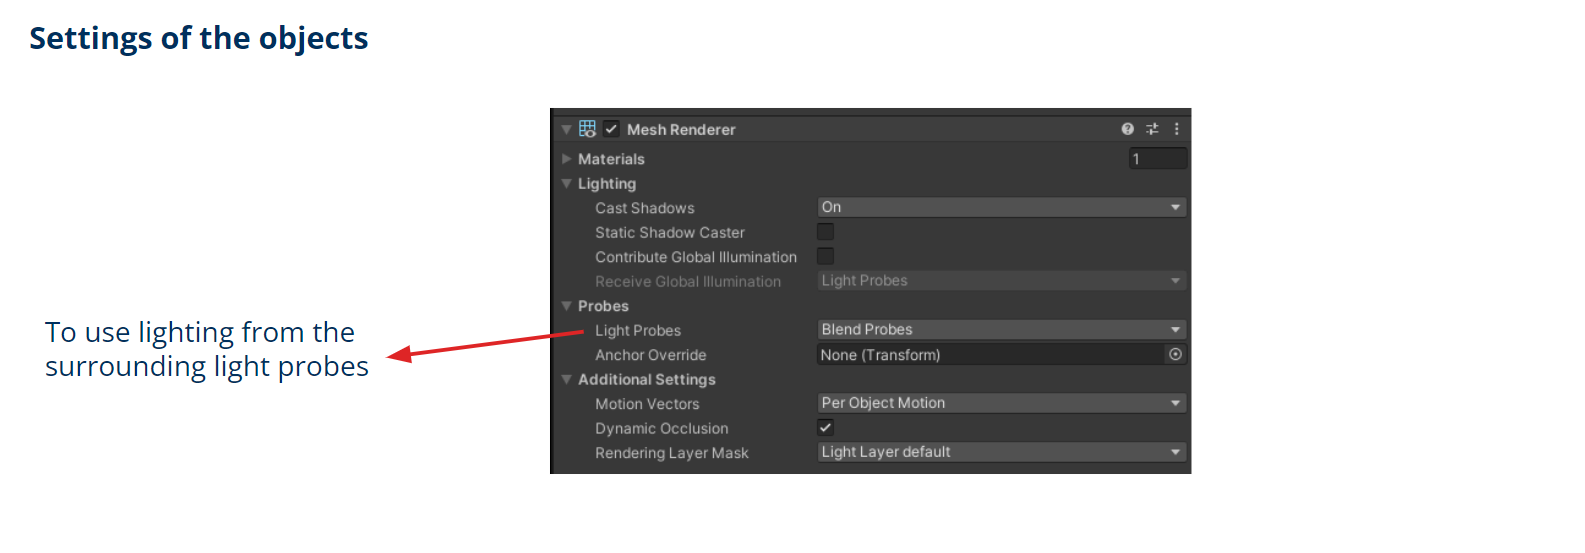 Settings of the objects
Mesh Renderer
Materials 1
Lighting
Cast Shadows On
Static Shadow Caster
Contribute Global Illumination
Receive Global Illumination Light Probes
Probes
Light Probes Blend Probes
Anchor Override None (Transform)
Additional Settings
Motion Vectors Per Object Motion
Dynamic Occlusion
Rendering Layer Mask Light Layer default
To use lighting from the
surrounding light probes